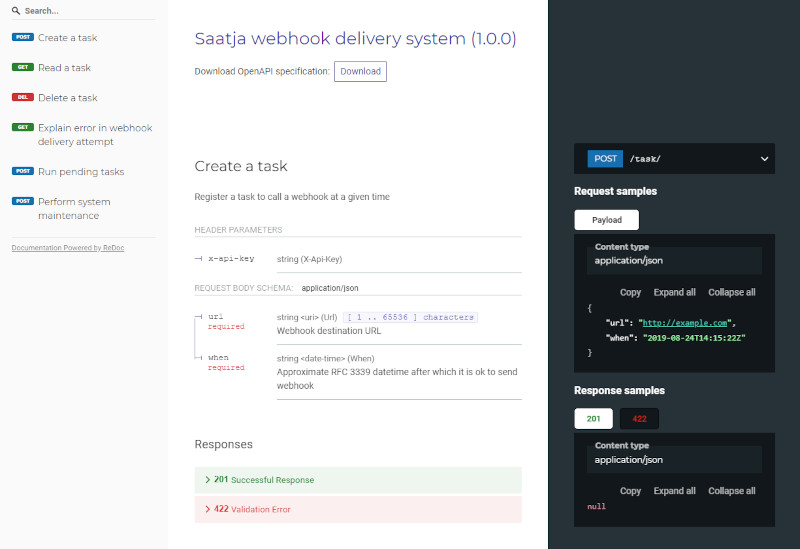 Search...
POST Create a task
GET Read a task
DEL Delete a task
GET Explain error in webhook
delivery attempt
POST Run pending tasks
POST Perform system
maintenance
Documentation Powered by ReDoc
Saatja webhook delivery system (1.0.0)
Download OpenAPI specification: Download
Create a task
Register a task to call a webhook at a given time
HEADER PARAMETERS
x-api-key string (X-Api-Key)
REQUEST BODY SCHEMA: application/json
url string <uri> (Url) [ 1 .. 65536 ] characters
required Webhook destination URL
when string <date-time> (When)
required Approximate RFC 3339 datetime after which it is ok to send
webhook
Responses
201 Successful Response
422 Validation Error
POST /task/
Request samples
Payload
Content type
application/json
Copy Expand all Collapse all
{
"url": "http://example.com",
"when": "2019-08-24T14:15:22Z"
}
Response samples
201 422
Content type
application/json
Copy Expand all Collapse all
null